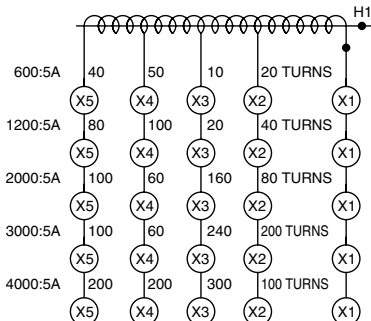 H1
600:5A 40 50 10 20 TURNS
X5 X4 X3 X2 X1
1200:5A 80 100 20 40 TURNS
X5 X4 X3 X2 X1
2000:5A 100 60 160 80 TURNS
X5 X4 X3 X2 X1
3000:5A 100 60 240 200 TURNS
X5 X4 X3 X2 X1
4000:5A 200 200 300 100 TURNS
X5 X4 X3 X2 X1